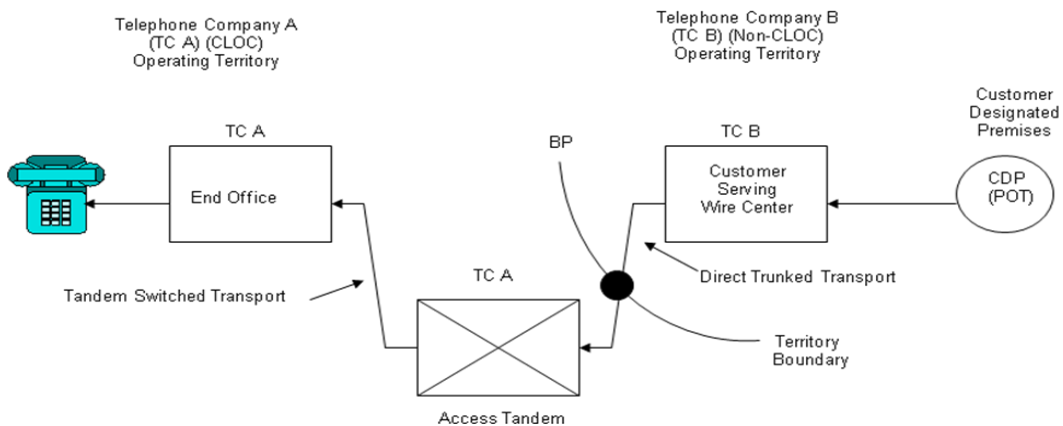 Telephone Company A
(TC A) (CLOC)
Operating Territory
Telephone Company B
(TC B) (Non-CLOC)
Operating Territory
Customer
Designated
Premises
TC A
End Office
BP
TC B
Customer
Serving
Wire Center
CDP
(POT)
Tandem Switched Transport
TC A
Direct Trunked Transport
Territory
Boundary
Access Tandem